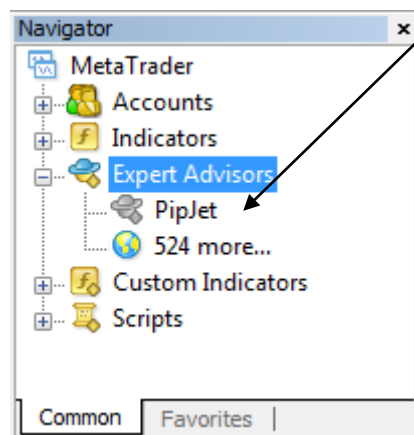 Navigator
MetaTrader
Accounts
Indicators
Expert Advisors
PipJet
524 more...
Custom Indicators
Scripts
Common Favorites